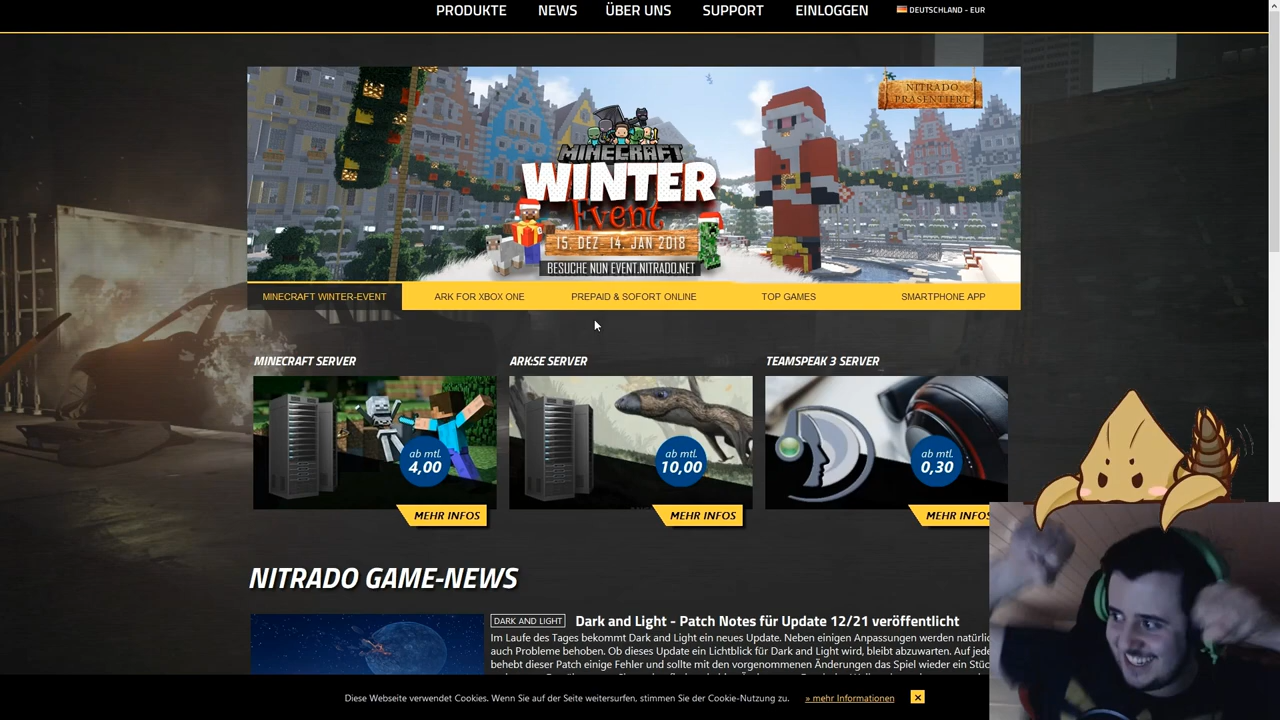 PRODUKTE NEWS ÜBER UNS SUPPORT EINLOGGEN DEUTSCHLAND - EUR
NITRADO
PRÄSENTIERT
MINECRAFT
WINTER
Event
15. DEZ - 14. JAN 2018
BESUCHE NUN EVENT.NITRADO.NET
MINECRAFT WINTER-EVENT ARK FOR XBOX ONE PREPAID & SOFORT ONLINE TOP GAMES SMARTPHONE APP
MINECRAFT SERVER ARK:SE SERVER TEAMSPEAK 3 SERVER
ab mtl. ab mtl. ab mtl.
4,00 10,00 0,30
MEHR INFOS MEHR INFOS MEHR INFOS
NITRADO GAME-NEWS
DARK AND LIGHT Dark and Light - Patch Notes für Update 12/21 veröffentlicht
Im Laufe des Tages bekommt Dark and Light ein neues Update. Neben einigen Anpassungen werden natürlic
auch Probleme behoben. Ob dieses Update ein Lichtblick für Dark and Light wird, bleibt abzuwarten. Auf jede
behebt dieser Patch einige Fehler und sollte mit den vorgenommenen Änderungen das Spiel wieder ein Stüc
Diese Webseite verwendet Cookies. Wenn Sie auf der Seite weitersurfen, stimmen Sie der Cookie-Nutzung zu. » mehr Informationen